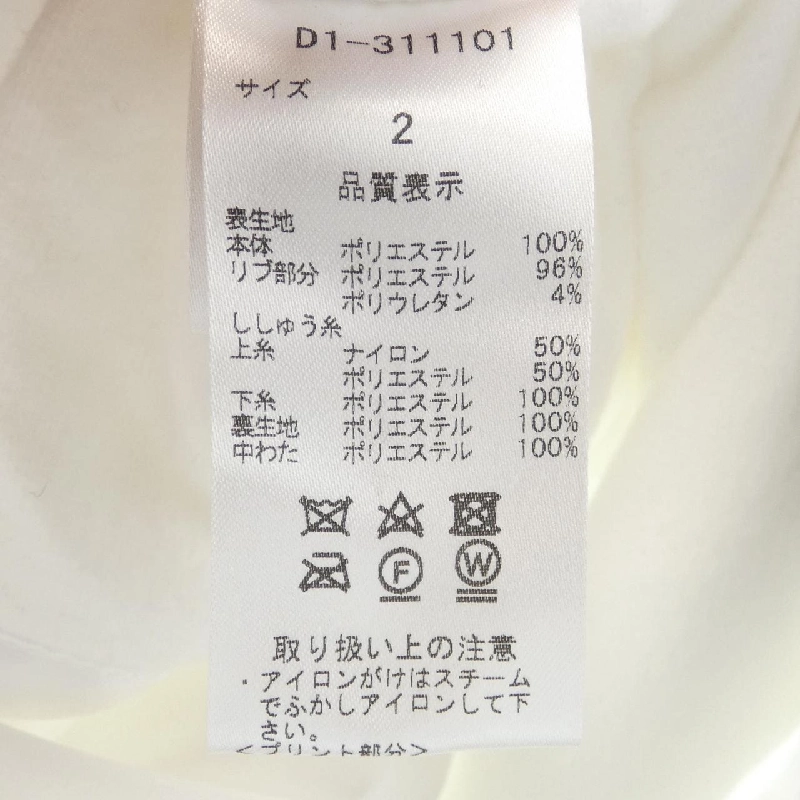 D1-311101
サイズ
2
品質表示
表生地
本体 ポリエステル 100%
リブ部分 ポリエステル 96%
ポリウレタン 4%
ししゅう糸
上糸 ナイロン 50%
ポリエステル 50%
下糸 ポリエステル 100%
裏生地 ポリエステル 100%
中わた ポリエステル 100%
F W
取り扱い上の注意
・アイロンがけはスチーム
でふかしアイロンして下
さい。
<プリント部分>